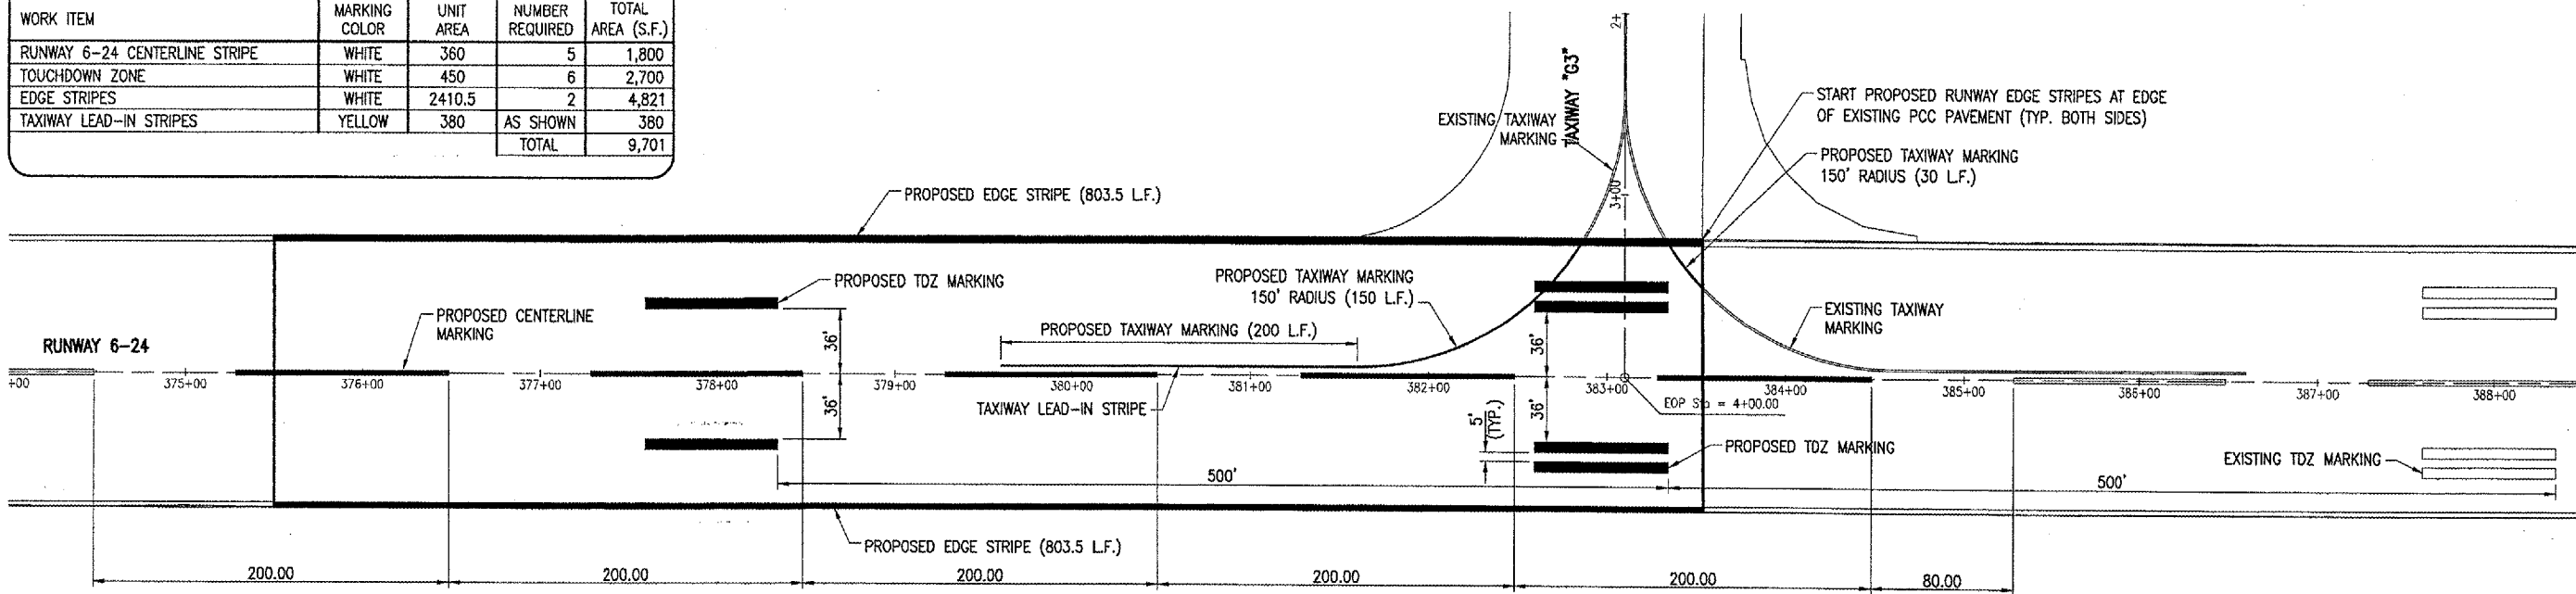 WORK ITEM MARKING COLOR UNIT AREA NUMBER REQUIRED TOTAL AREA (S.F.)
RUNWAY 6-24 CENTERLINE STRIPE WHITE 360 5 1,800
TOUCHDOWN ZONE WHITE 450 6 2,700
EDGE STRIPES WHITE 2410.5 2 4,821
TAXIWAY LEAD-IN STRIPES YELLOW 380 AS SHOWN 380
TOTAL 9,701
2+
TAXIWAY "G3"
EXISTING TAXIWAY
MARKING
3+00
START PROPOSED RUNWAY EDGE STRIPES AT EDGE
OF EXISTING PCC PAVEMENT (TYP. BOTH SIDES)
PROPOSED TAXIWAY MARKING
150' RADIUS (30 L.F.)
PROPOSED EDGE STRIPE (803.5 L.F.)
PROPOSED TDZ MARKING
PROPOSED TAXIWAY MARKING
150' RADIUS (150 L.F.)
PROPOSED CENTERLINE
MARKING
PROPOSED TAXIWAY MARKING (200 L.F.)
EXISTING TAXIWAY
MARKING
RUNWAY 6-24
36'
36'
36'
36'
+00 375+00 376+00 377+00 378+00 379+00 380+00 381+00 382+00 383+00 384+00 385+00 386+00 387+00 388+00
TAXIWAY LEAD-IN STRIPE
EOP Sta = 4+00.00
5'
(TYP.)
PROPOSED TDZ MARKING
EXISTING TDZ MARKING
500'
500'
PROPOSED EDGE STRIPE (803.5 L.F.)
200.00 200.00 200.00 200.00 200.00 80.00